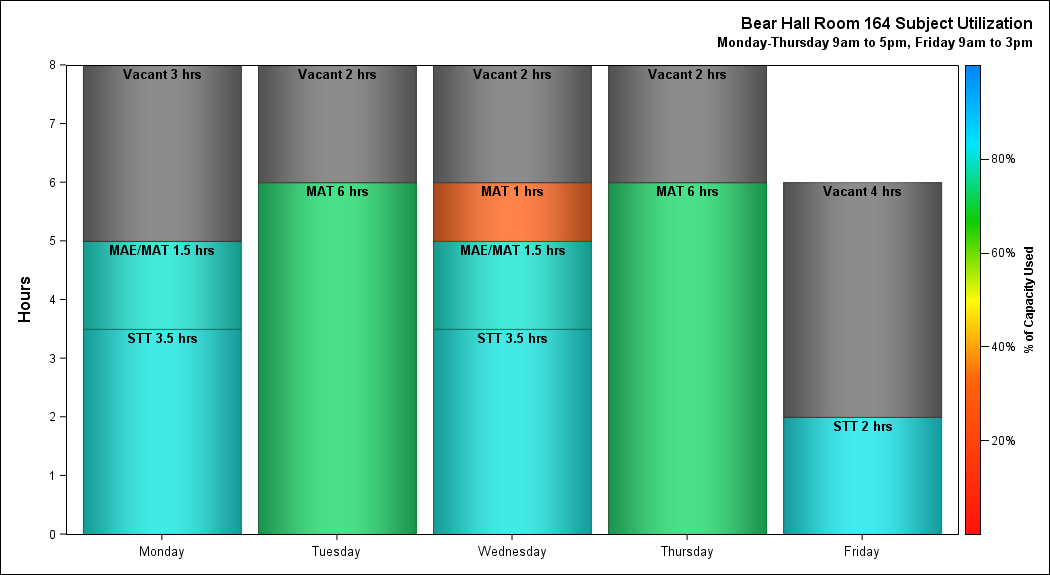 Bear Hall Room 164 Subject Utilization
Monday-Thursday 9am to 5pm, Friday 9am to 3pm
Hours
8
7
6
5
4
3
2
1
0
Vacant 3 hrs
MAE/MAT 1.5 hrs
STT 3.5 hrs
Vacant 2 hrs
MAT 6 hrs
Vacant 2 hrs
MAT 1 hrs
MAE/MAT 1.5 hrs
STT 3.5 hrs
Vacant 2 hrs
MAT 6 hrs
Vacant 4 hrs
STT 2 hrs
Monday
Tuesday
Wednesday
Thursday
Friday
80%
60%
40%
20%
% of Capacity Used